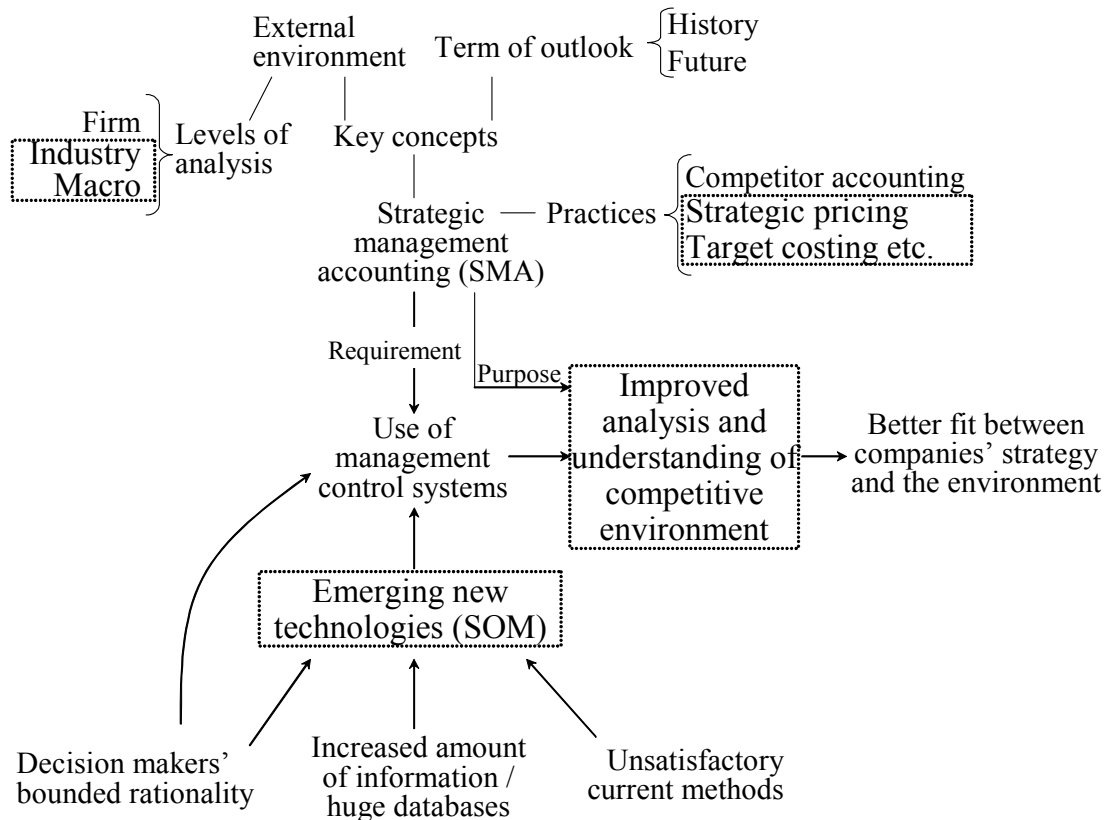 External
environment
Term of outlook
History
Future
Firm
Industry
Macro
Levels of
analysis
Key concepts
Strategic
management
accounting (SMA)
Practices
Competitor accounting
Strategic pricing
Target costing etc.
Requirement
Purpose
Use of
management
control systems
Improved
analysis and
understanding of
competitive
environment
Better fit between
companies’ strategy
and the environment
Emerging new
technologies (SOM)
Decision makers’
bounded rationality
Increased amount
of information /
huge databases
Unsatisfactory
current methods